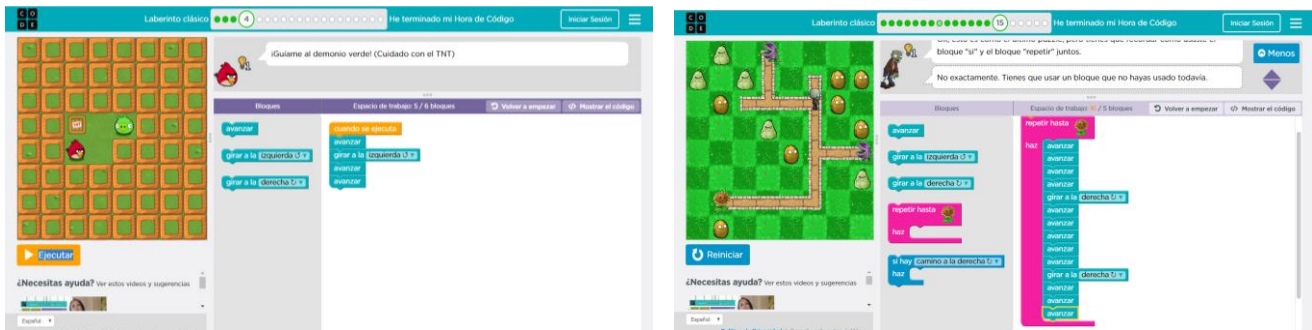 C O
D E
Laberinto clásico
4
He terminado mi Hora de Código
Iniciar Sesión
¡Guíame al demonio verde! (Cuidado con el TNT)
Bloques
Espacio de trabajo: 5 / 6 bloques
Volver a empezar
Mostrar el código
avanzar
girar a la izquierda
girar a la derecha
cuando se ejecuta
avanzar
girar a la izquierda
avanzar
avanzar
TNT
Ejecutar
¿Necesitas ayuda? Ver estos videos y sugerencias
Español
C O
D E
Laberinto clásico
15
He terminado mi Hora de Código
Iniciar Sesión
bloque "si" y el bloque "repetir" juntos.
No exactamente. Tienes que usar un bloque que no hayas usado todavía.
Menos
Bloques
Espacio de trabajo: / 5 bloques
Volver a empezar
Mostrar el código
avanzar
girar a la izquierda
girar a la derecha
repetir hasta
haz
si hay camino a la derecha
haz
repetir hasta
haz
avanzar
avanzar
avanzar
avanzar
girar a la derecha
avanzar
avanzar
avanzar
avanzar
avanzar
girar a la derecha
avanzar
avanzar
avanzar
Reiniciar
¿Necesitas ayuda? Ver estos videos y sugerencias
Español